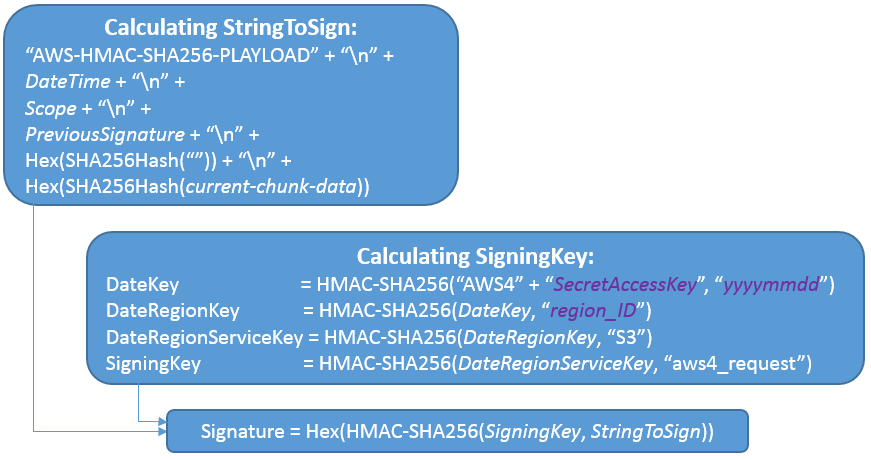 Calculating StringToSign:
“AWS-HMAC-SHA256-PLAYLOAD” + “\n” +
DateTime + “\n” +
Scope + “\n” +
PreviousSignature + “\n” +
Hex(SHA256Hash(“”)) + “\n” +
Hex(SHA256Hash(current-chunk-data))
Calculating SigningKey:
DateKey = HMAC-SHA256(“AWS4” + “SecretAccessKey”, “yyyymmdd”)
DateRegionKey = HMAC-SHA256(DateKey, “region_ID”)
DateRegionServiceKey = HMAC-SHA256(DateRegionKey, “S3”)
SigningKey = HMAC-SHA256(DateRegionServiceKey, “aws4_request”)
Signature = Hex(HMAC-SHA256(SigningKey, StringToSign))